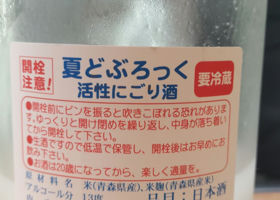 開栓
注意!
夏どぶろっく
活性にごり酒
要冷蔵
●開栓前にビンを振ると吹きこぼれる恐れがありま
す。ゆっくりと開け閉めを繰り返し、中身が落ち着い
てから開栓して下さい。
●生酒ですので低温で保管し、開栓後はお早めにお
飲み下さい。
●お酒は20歳になってから、楽しく適量を。
原材料 米(青森県産)、米麹(青森県産米)
アルコール分 13度
品目:日本酒